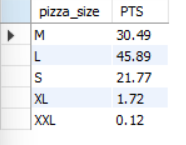 pizza_size PTS
M 30.49
L 45.89
S 21.77
XL 1.72
XXL 0.12